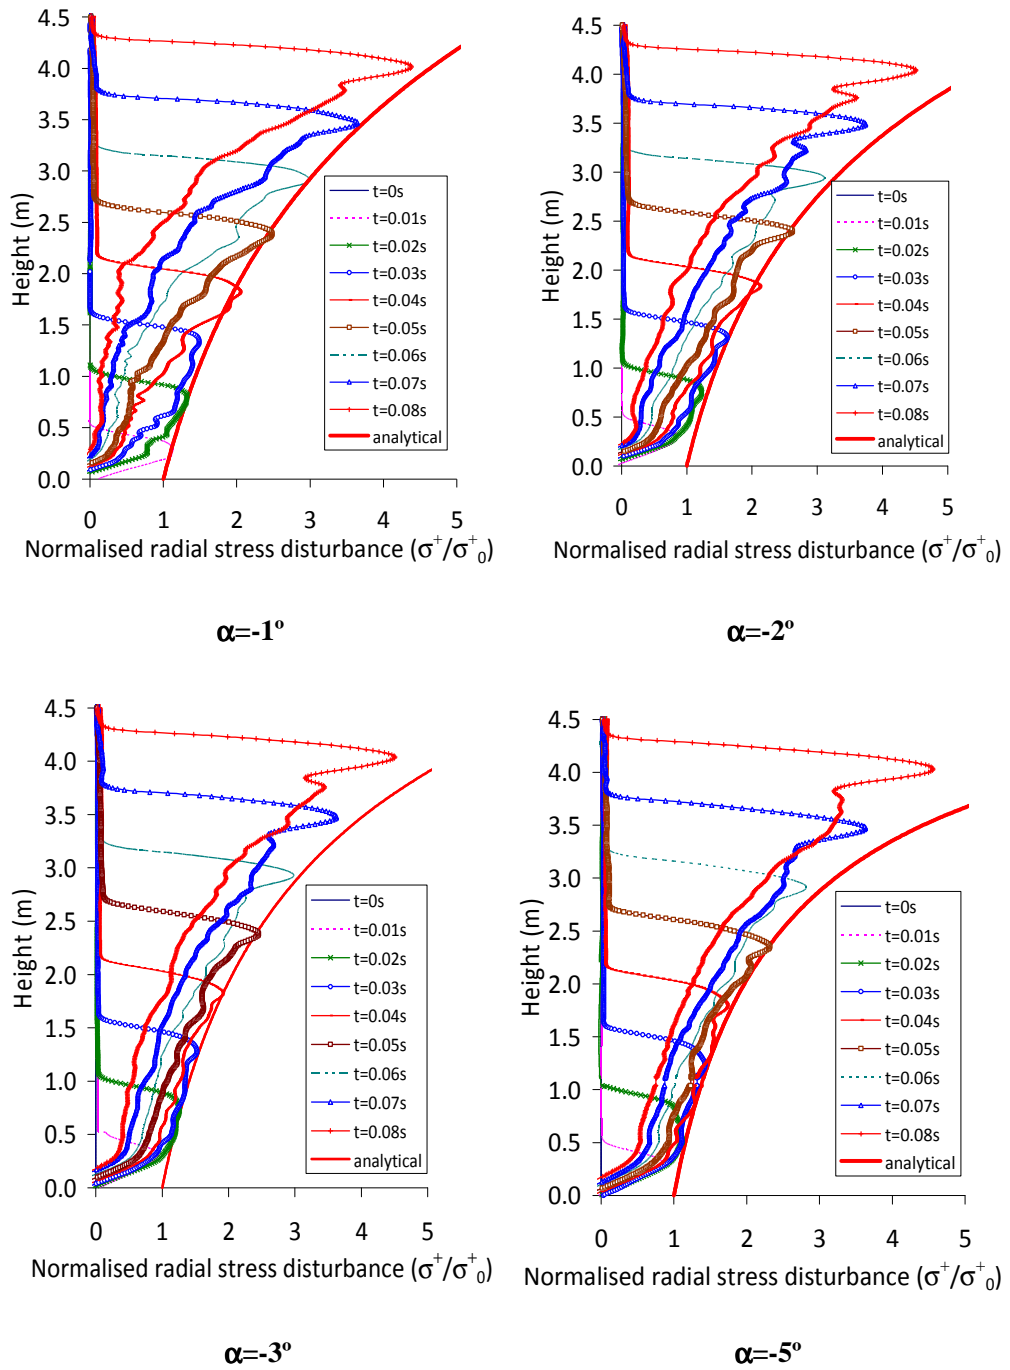 4.5
4.0
3.5
3.0
2.5
2.0
1.5
1.0
0.5
0.0
Height (m)
t=0s
t=0.01s
t=0.02s
t=0.03s
t=0.04s
t=0.05s
t=0.06s
t=0.07s
t=0.08s
analytical
0 1 2 3 4 5
Normalised radial stress disturbance (σ⁺/σ⁺₀)
α=-1º
4.5
4.0
3.5
3.0
2.5
2.0
1.5
1.0
0.5
0.0
Height (m)
t=0s
t=0.01s
t=0.02s
t=0.03s
t=0.04s
t=0.05s
t=0.06s
t=0.07s
t=0.08s
analytical
0 1 2 3 4 5
Normalised radial stress disturbance (σ⁺/σ⁺₀)
α=-2º
4.5
4.0
3.5
3.0
2.5
2.0
1.5
1.0
0.5
0.0
Height (m)
t=0s
t=0.01s
t=0.02s
t=0.03s
t=0.04s
t=0.05s
t=0.06s
t=0.07s
t=0.08s
analytical
0 1 2 3 4 5
Normalised radial stress disturbance (σ⁺/σ⁺₀)
α=-3º
4.5
4.0
3.5
3.0
2.5
2.0
1.5
1.0
0.5
0.0
Height (m)
t=0s
t=0.01s
t=0.02s
t=0.03s
t=0.04s
t=0.05s
t=0.06s
t=0.07s
t=0.08s
analytical
0 1 2 3 4 5
Normalised radial stress disturbance (σ⁺/σ⁺₀)
α=-5º